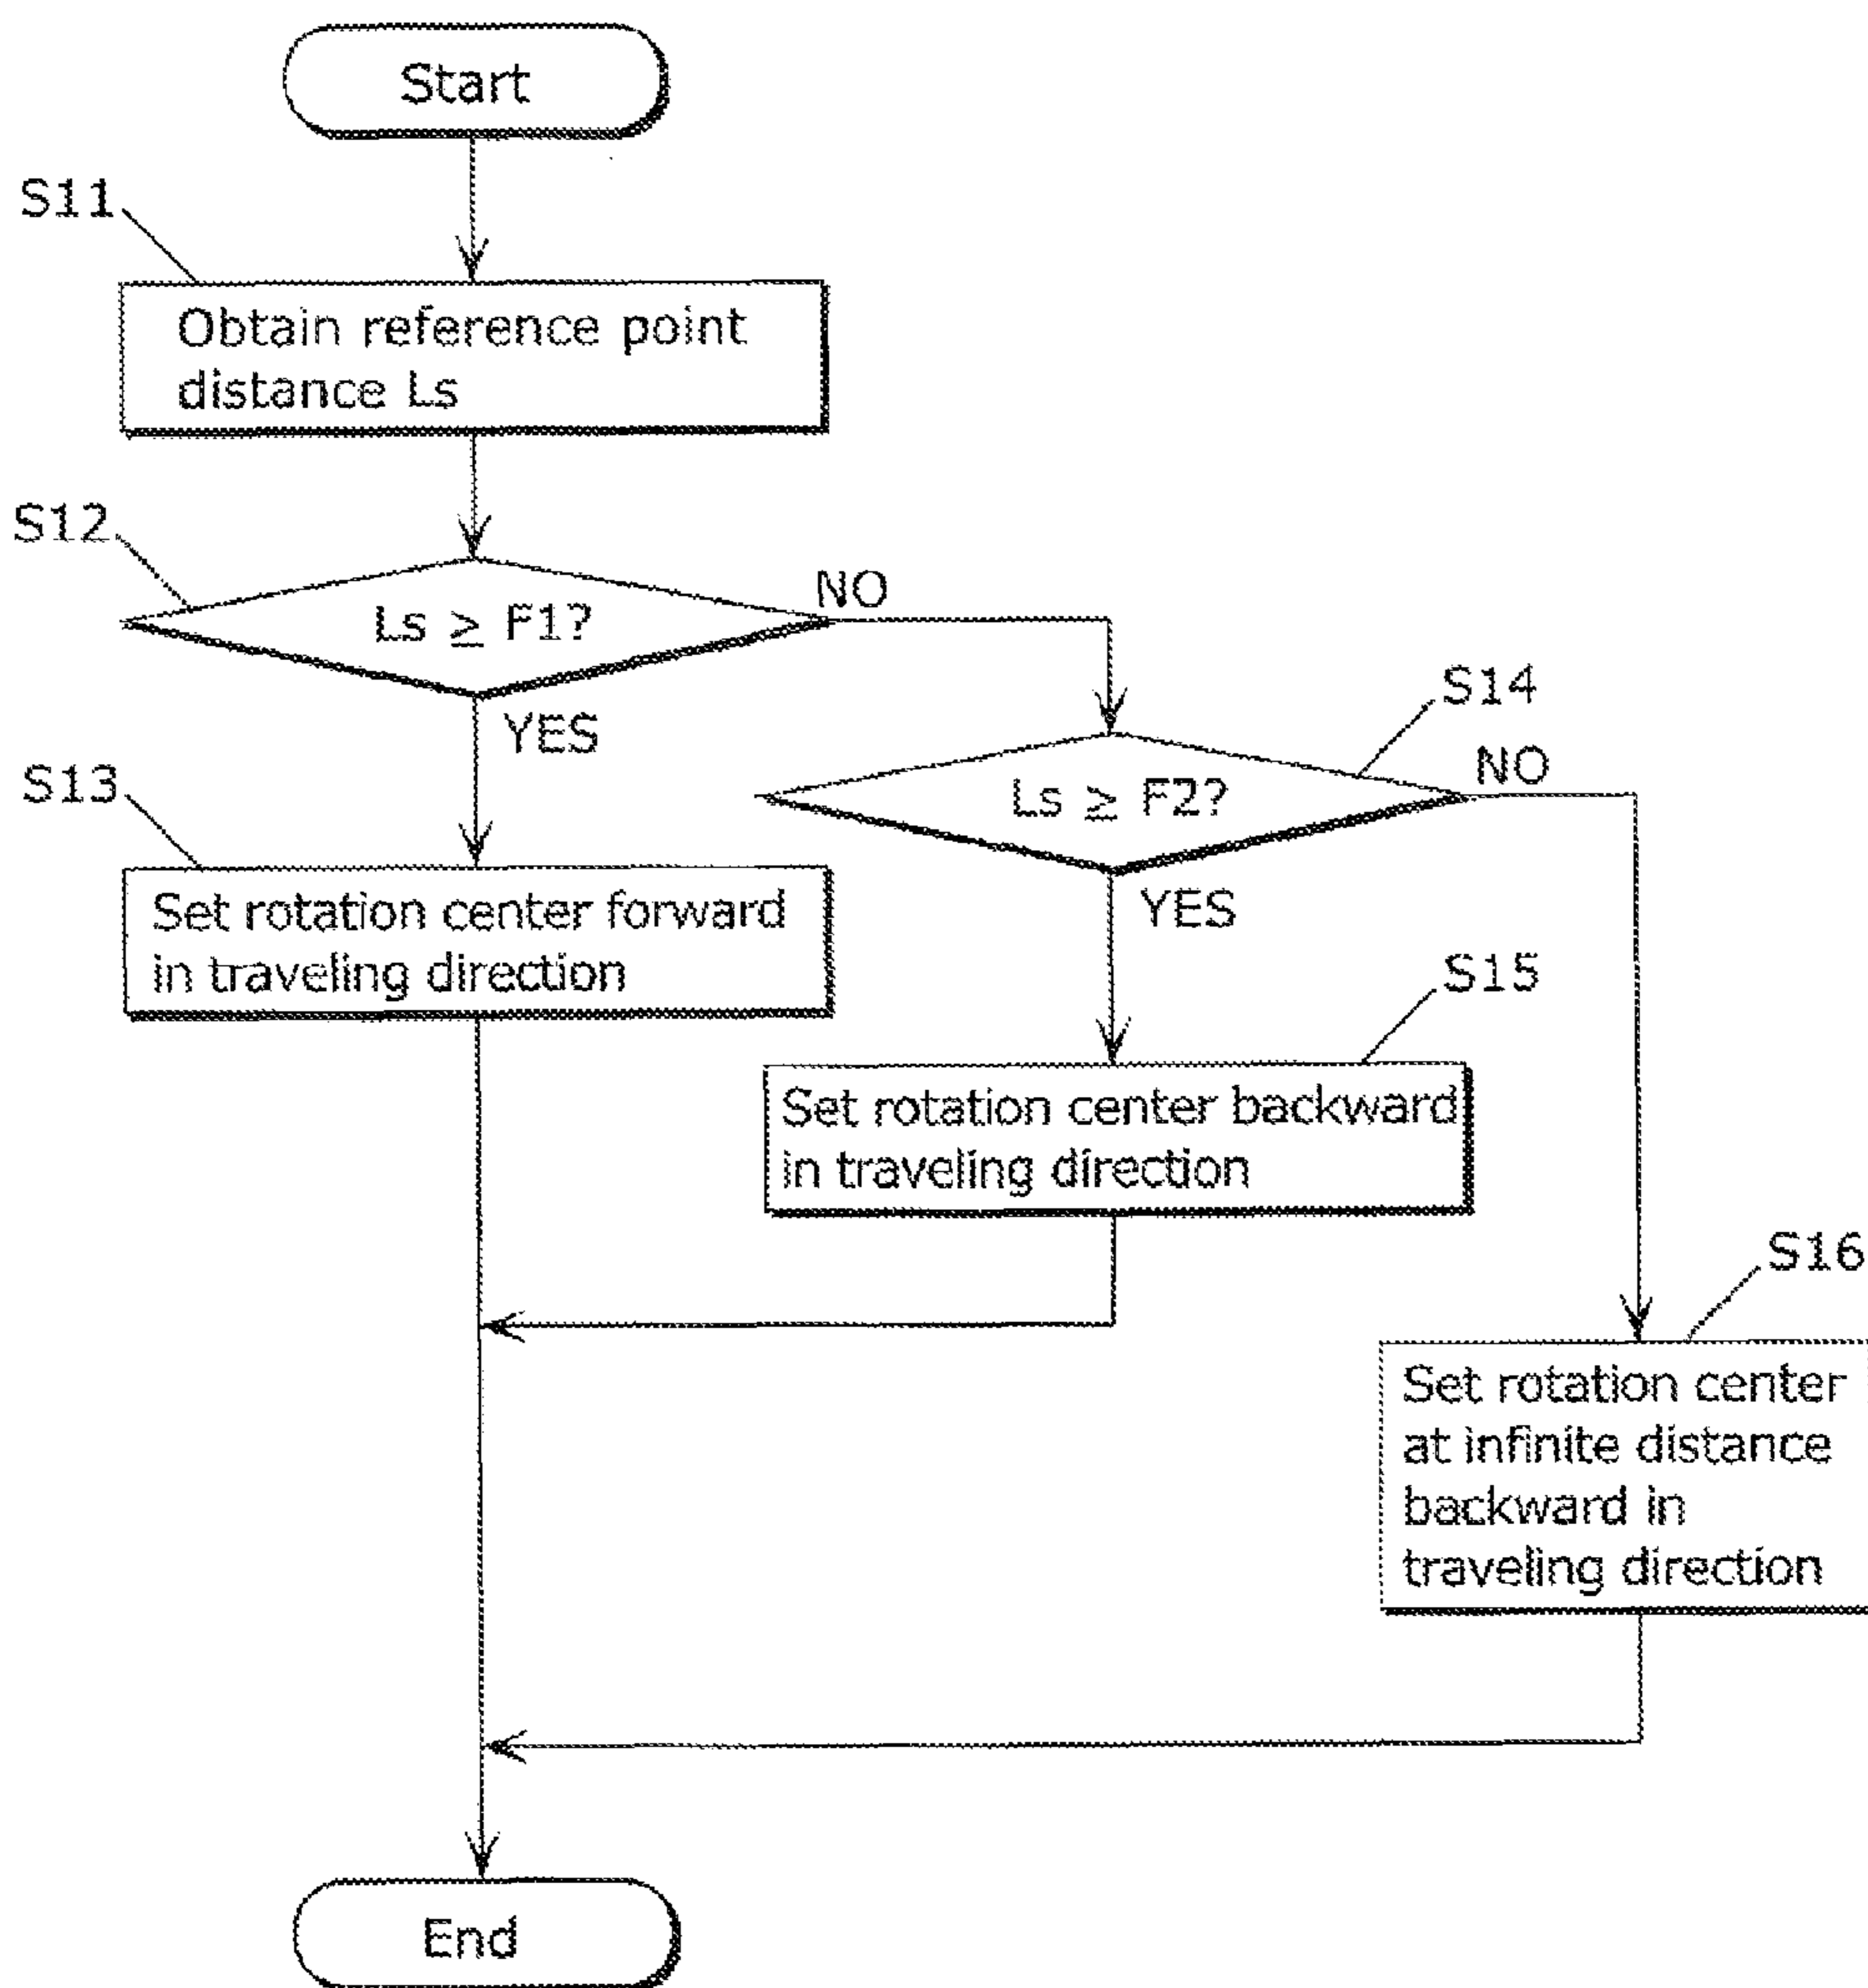 Start
S11
Obtain reference point
distance Ls
S12
Ls ≥ F1?
NO
YES
S13
Set rotation center forward
in traveling direction
S14
Ls ≥ F2?
NO
YES
S15
Set rotation center backward
in traveling direction
S16
Set rotation center
at infinite distance
backward in
traveling direction
End